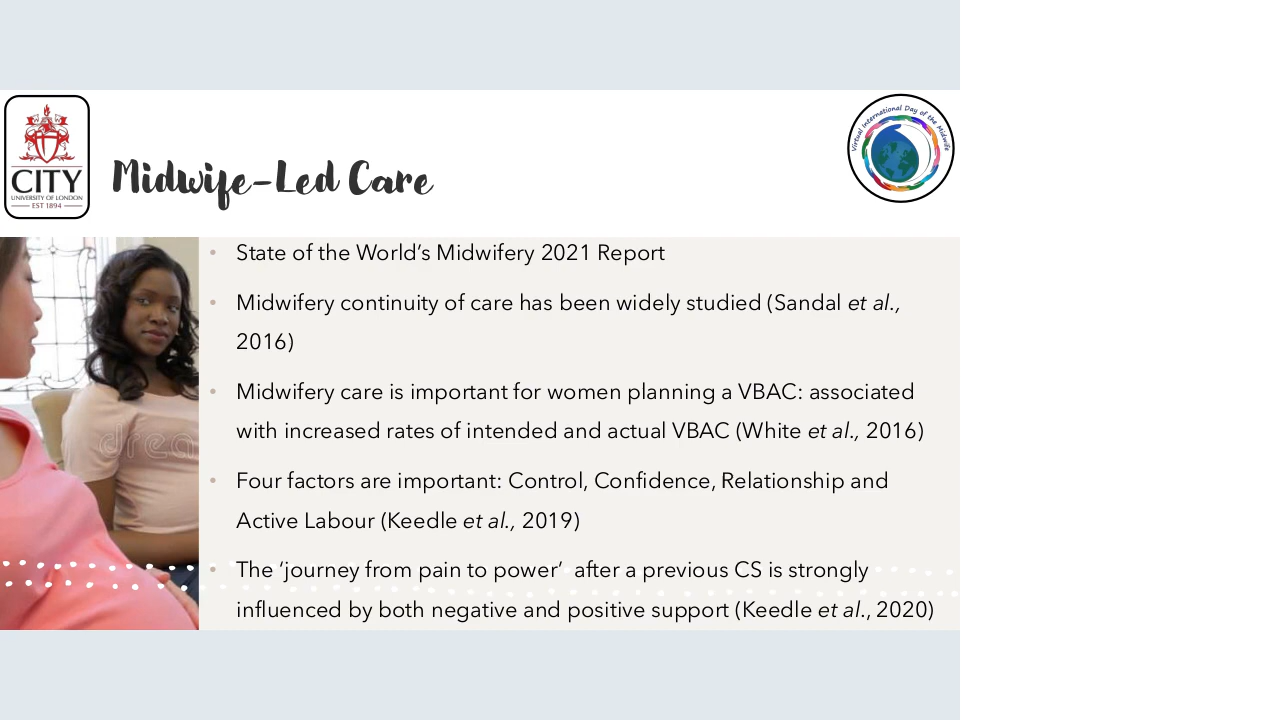 CITY
UNIVERSITY OF LONDON
EST 1894
Midwife-Led Care
Virtual International Day of the Midwife
• State of the World’s Midwifery 2021 Report
• Midwifery continuity of care has been widely studied (Sandal et al.,
2016)
• Midwifery care is important for women planning a VBAC: associated
with increased rates of intended and actual VBAC (White et al., 2016)
• Four factors are important: Control, Confidence, Relationship and
Active Labour (Keedle et al., 2019)
• The ‘journey from pain to power’ after a previous CS is strongly
influenced by both negative and positive support (Keedle et al., 2020)